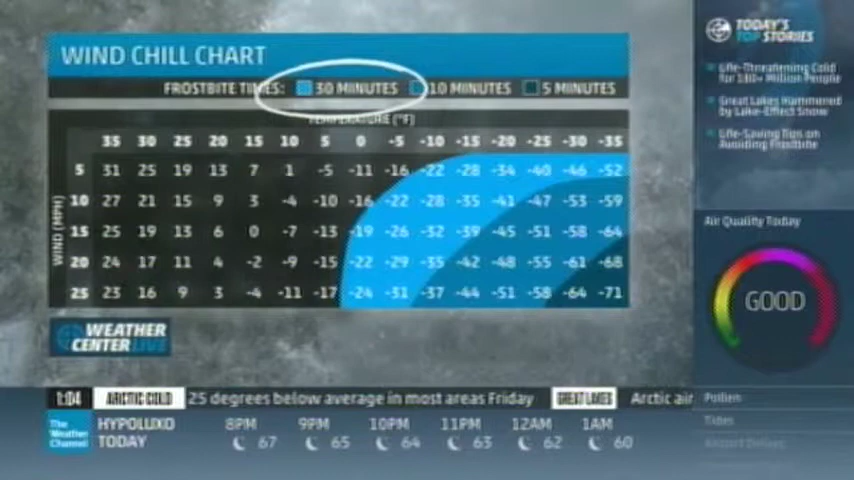 WIND CHILL CHART
FROSTBITE TIMES: 30 MINUTES 10 MINUTES 5 MINUTES
TEMPERATURE (°F)
35 30 25 20 15 10 5 0 -5 -10 -15 -20 -25 -30 -35
5 31 25 19 13 7 1 -5 -11 -16 -22 -28 -34 -40 -46 -52
10 27 21 15 9 3 -4 -10 -16 -22 -28 -35 -41 -47 -53 -59
15 25 19 13 6 0 -7 -13 -19 -26 -32 -39 -45 -51 -58 -64
20 24 17 11 4 -2 -9 -15 -22 -29 -35 -42 -48 -55 -61 -68
25 23 16 9 3 -4 -11 -17 -24 -31 -37 -44 -51 -58 -64 -71
WIND (MPH)
WEATHER
CENTER LIVE
TODAY'S
TOP STORIES
Life-Threatening Cold
for 180+ Million People
Great Lakes Hammered
by Lake-Effect Snow
Life-Saving Tips on
Avoiding Frostbite
Air Quality Today
GOOD
Pollen
Tides
1:04 ARCTIC COLD 25 degrees below average in most areas Friday GREAT LAKES Arctic air
The
Weather
Channel
HYPOLUXO 8PM 9PM 10PM 11PM 12AM 1AM
TODAY 67 65 64 63 62 60